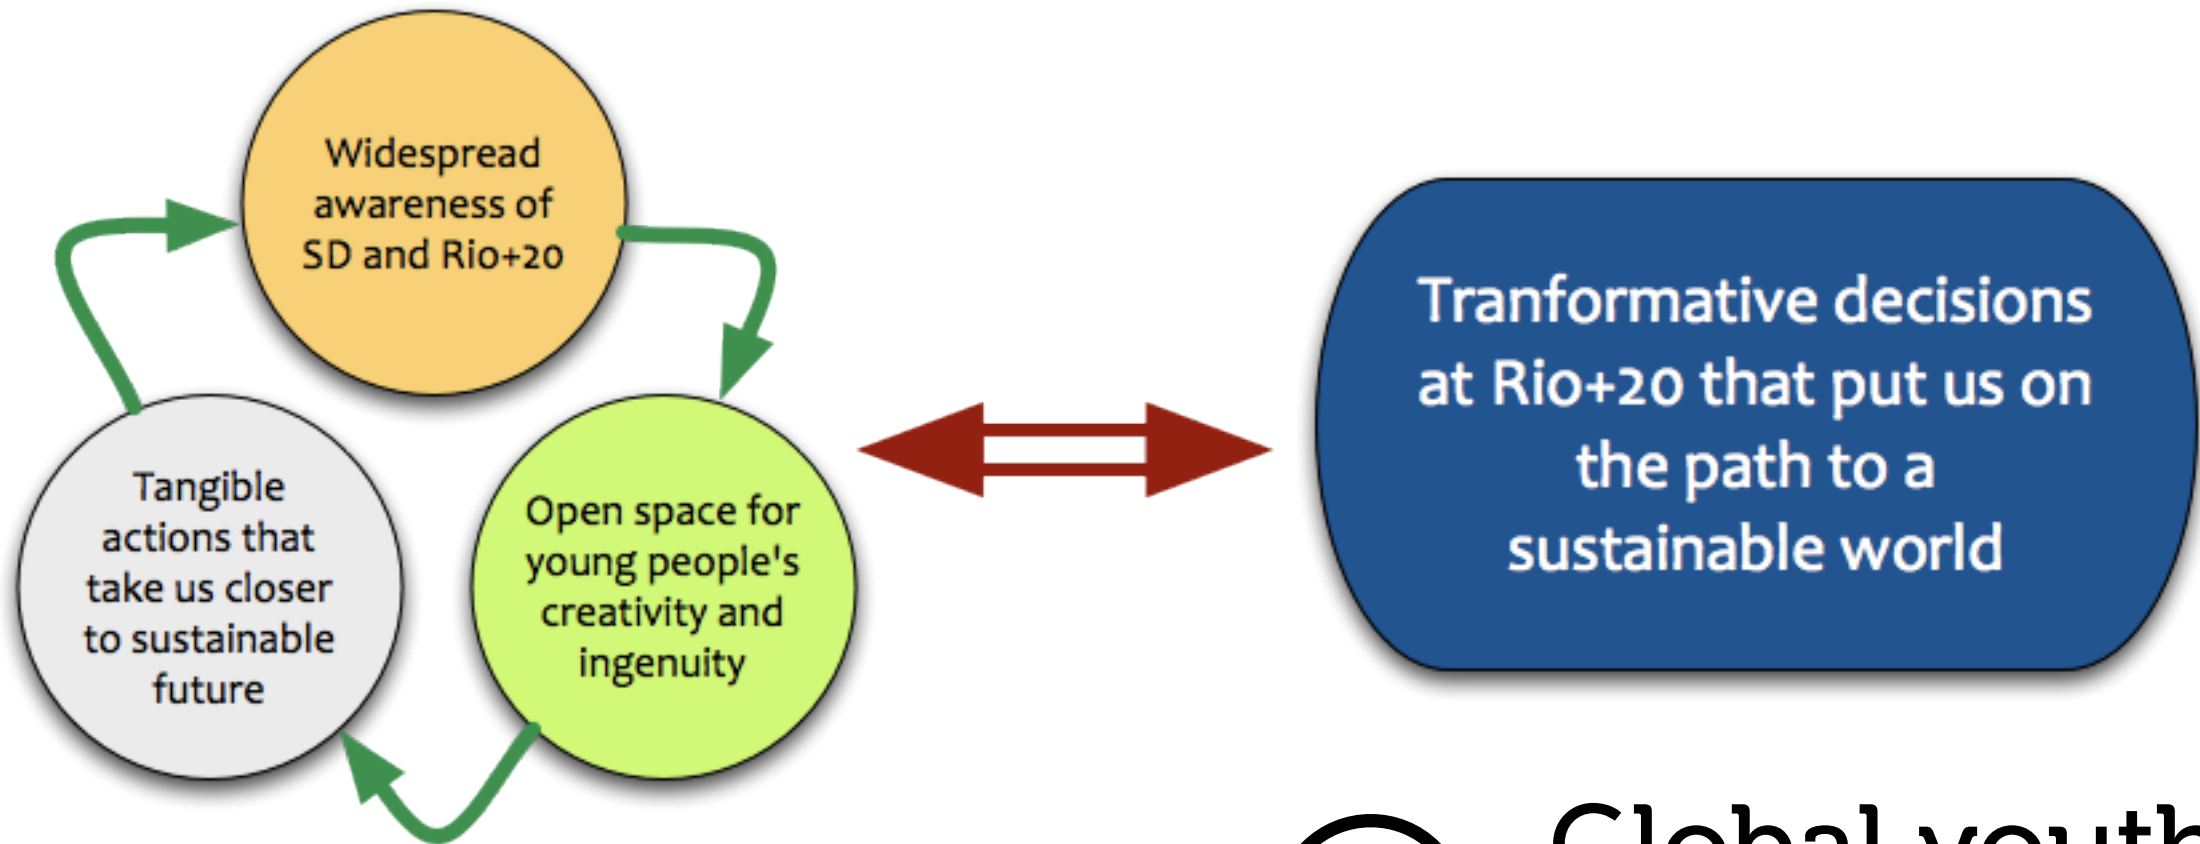 Widespread
awareness of
SD and Rio+20
Tangible
actions that
take us closer
to sustainable
future
Open space for
young people's
creativity and
ingenuity
Tranformative decisions
at Rio+20 that put us on
the path to a
sustainable world
Global youth